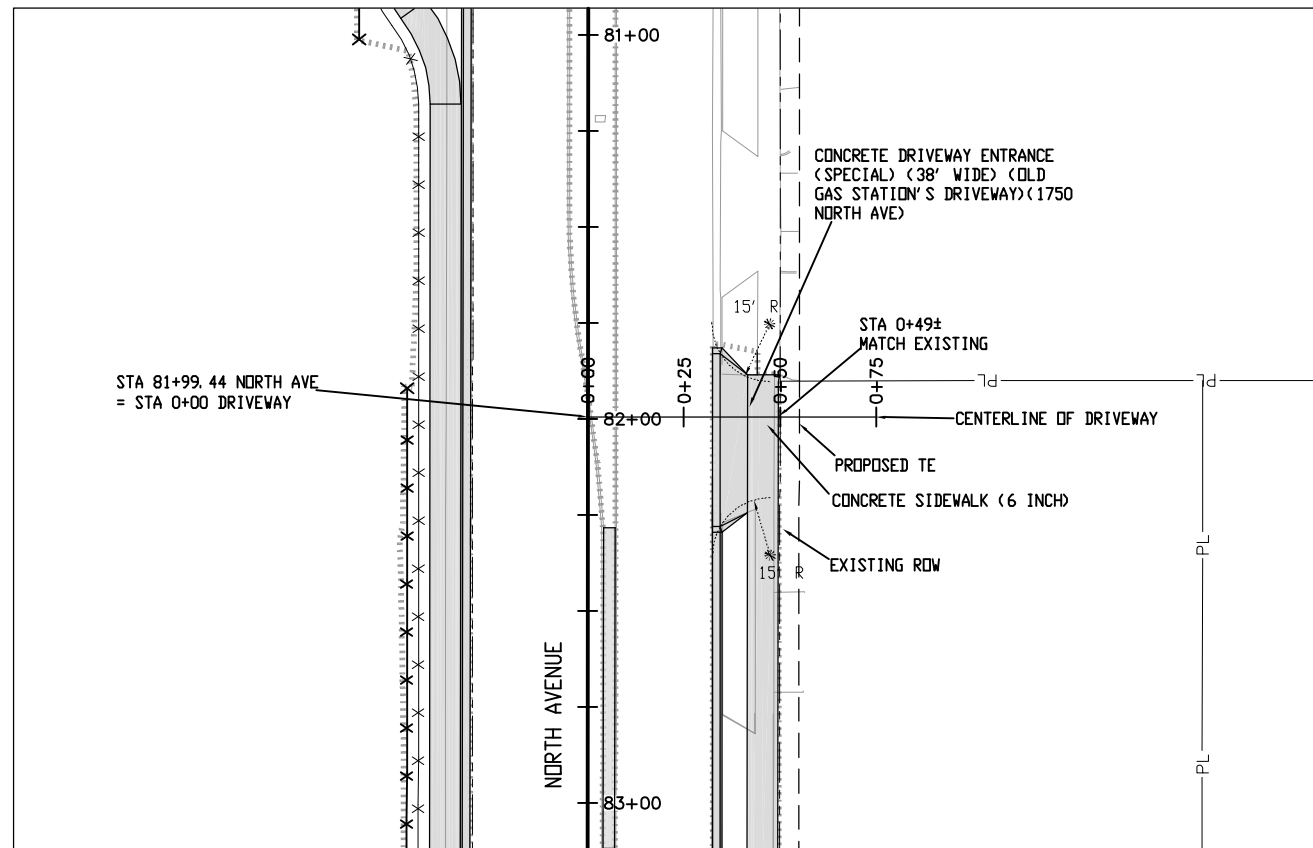 81+00
CONCRETE DRIVEWAY ENTRANCE
(SPECIAL) (38' WIDE) (OLD
GAS STATION'S DRIVEWAY)(1750
NORTH AVE)
15' R
STA 0+49±
MATCH EXISTING
STA 81+99.44 NORTH AVE
= STA 0+00 DRIVEWAY
0+00
0+25
0+50
0+75
PL
PL
82+00
CENTERLINE OF DRIVEWAY
PROPOSED TE
CONCRETE SIDEWALK (6 INCH)
EXISTING ROW
15' R
PL
NORTH AVENUE
PL
83+00